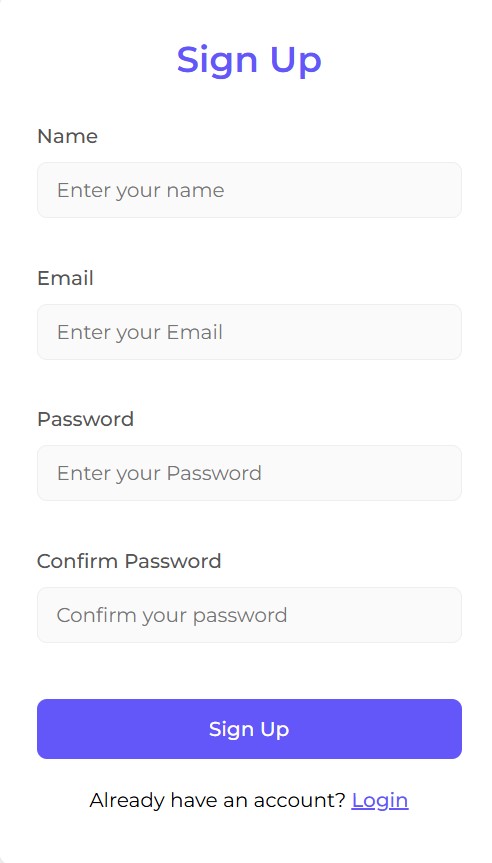 Sign Up
Name
Enter your name
Email
Enter your Email
Password
Enter your Password
Confirm Password
Confirm your password
Sign Up
Already have an account? Login